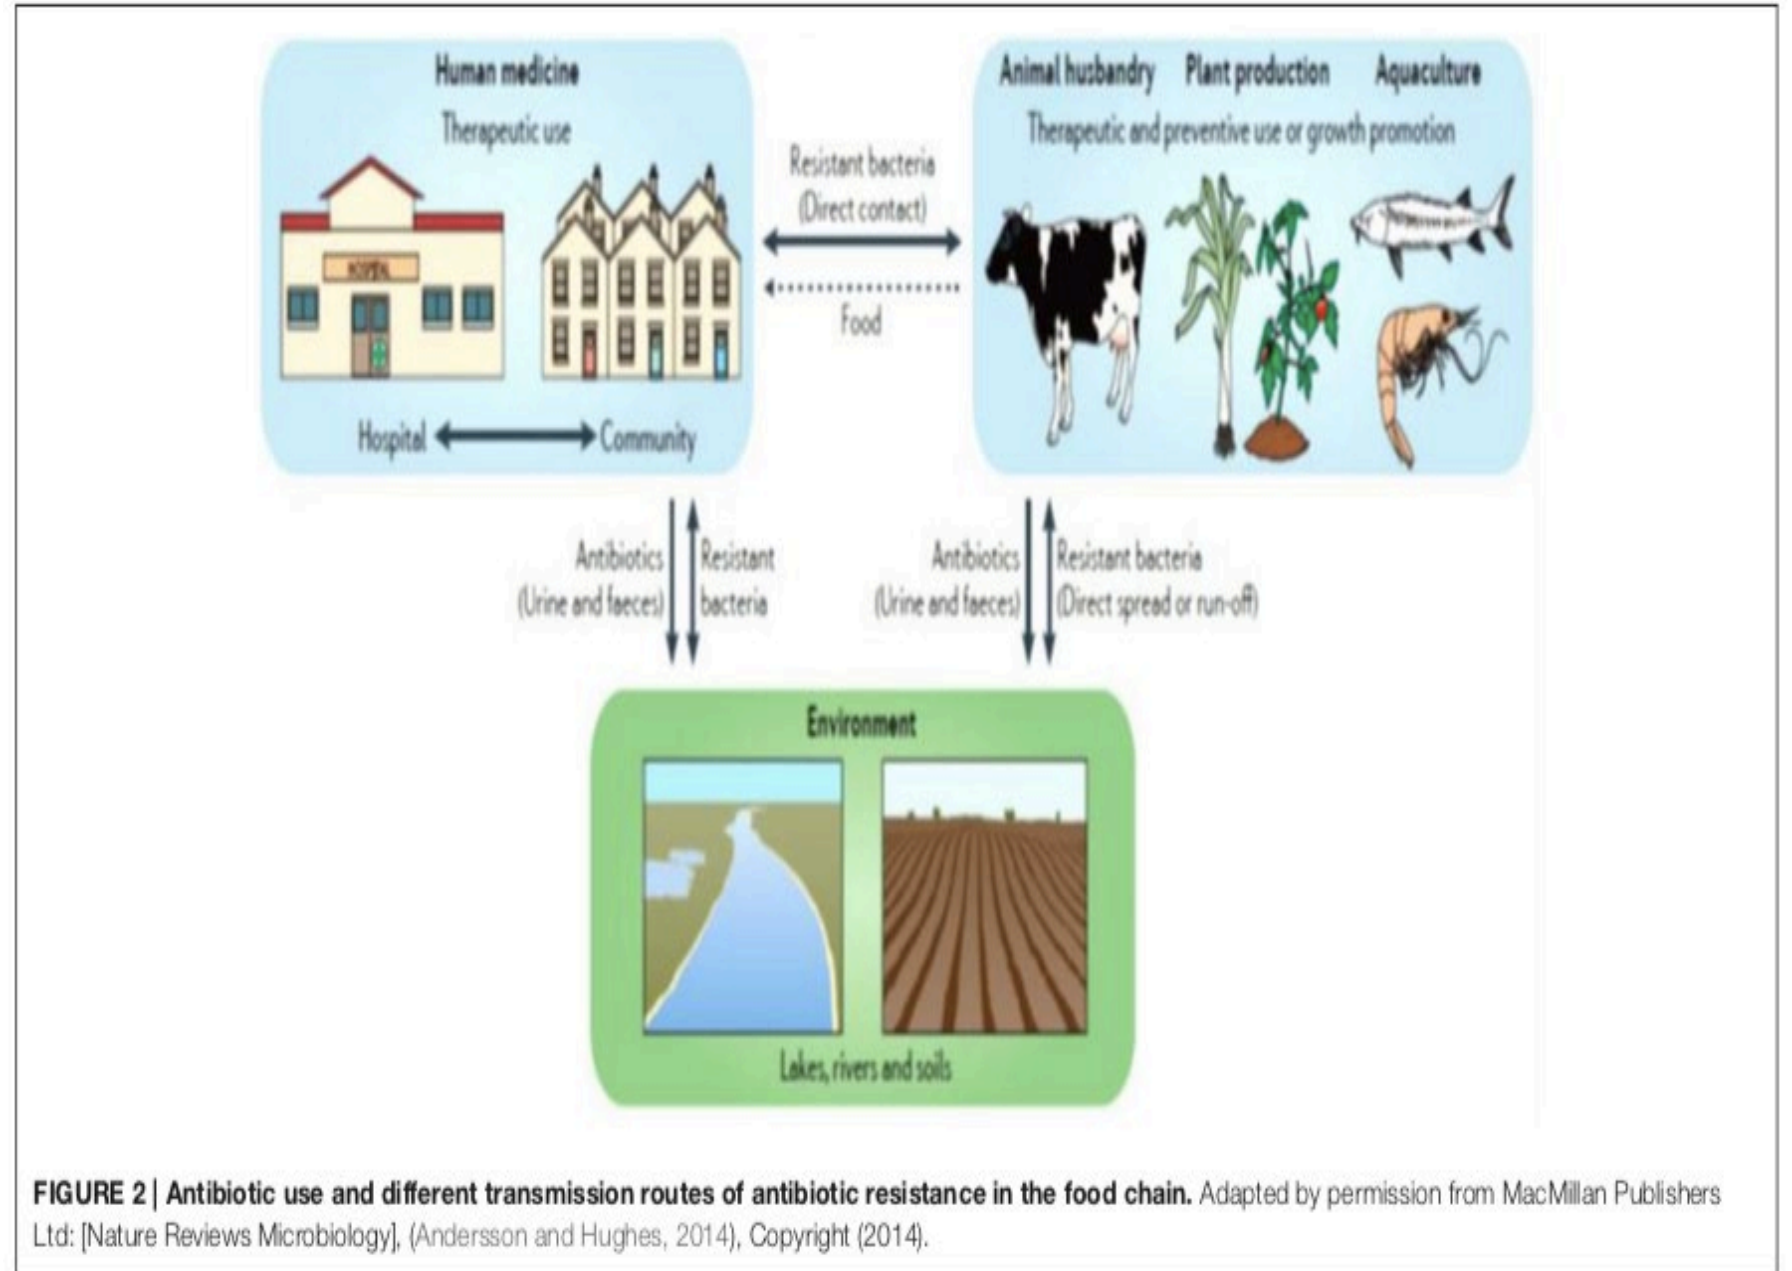 Human medicine
Therapeutic use
HOSPITAL
Hospital
Community
Resistant bacteria
(Direct contact)
Food
Animal husbandry
Plant production
Aquaculture
Therapeutic and preventive use or growth promotion
Antibiotics
(Urine and faeces)
Resistant
bacteria
Antibiotics
(Urine and faeces)
Resistant bacteria
(Direct spread or run-off)
Environment
Lakes, rivers and soils
FIGURE 2 | Antibiotic use and different transmission routes of antibiotic resistance in the food chain. Adapted by permission from MacMillan Publishers
Ltd: [Nature Reviews Microbiology], (Andersson and Hughes, 2014), Copyright (2014).